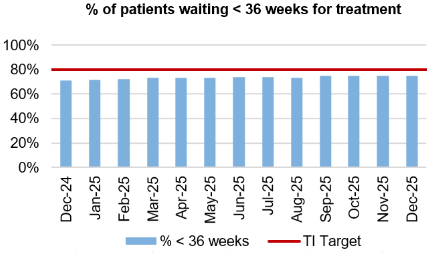 % of patients waiting < 36 weeks for treatment
100%
80%
60%
40%
20%
0%
Dec-24
Jan-25
Feb-25
Mar-25
Apr-25
May-25
Jun-25
Jul-25
Aug-25
Sep-25
Oct-25
Nov-25
Dec-25
% < 36 weeks
TI Target